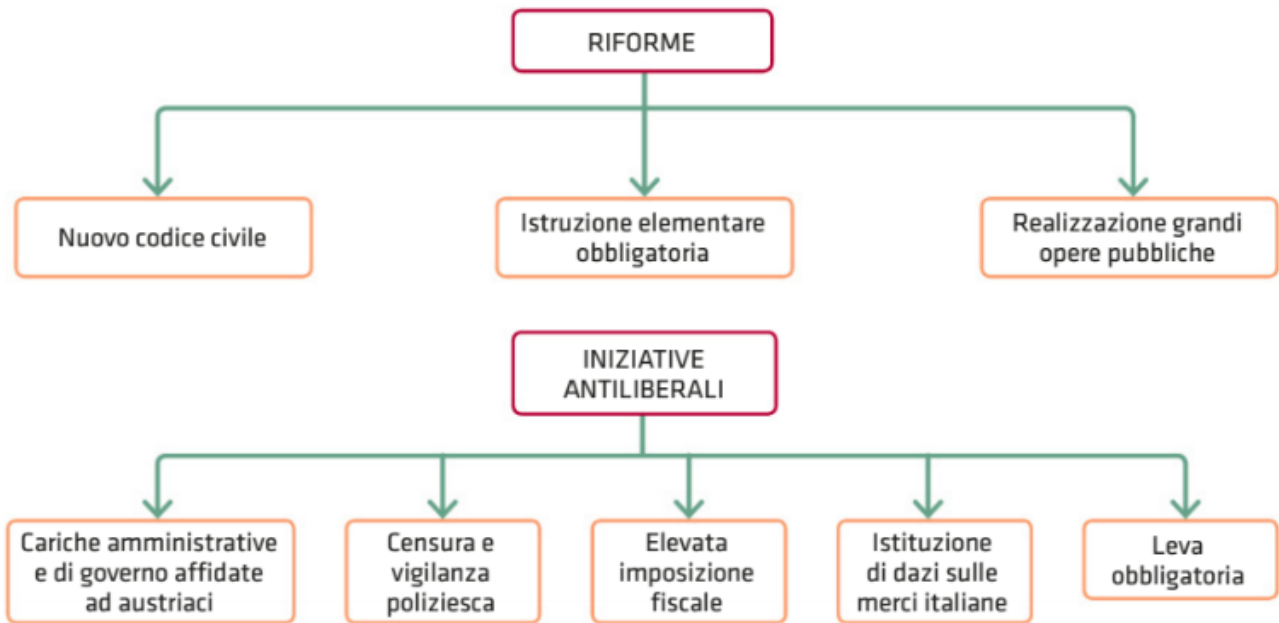 RIFORME
Nuovo codice civile
Istruzione elementare
obbligatoria
Realizzazione grandi
opere pubbliche
INIZIATIVE
ANTILIBERALI
Cariche amministrative
e di governo affidate
ad austriaci
Censura e
vigilanza
poliziesca
Elevata
imposizione
fiscale
Istituzione
di dazi sulle
merci italiane
Leva
obbligatoria